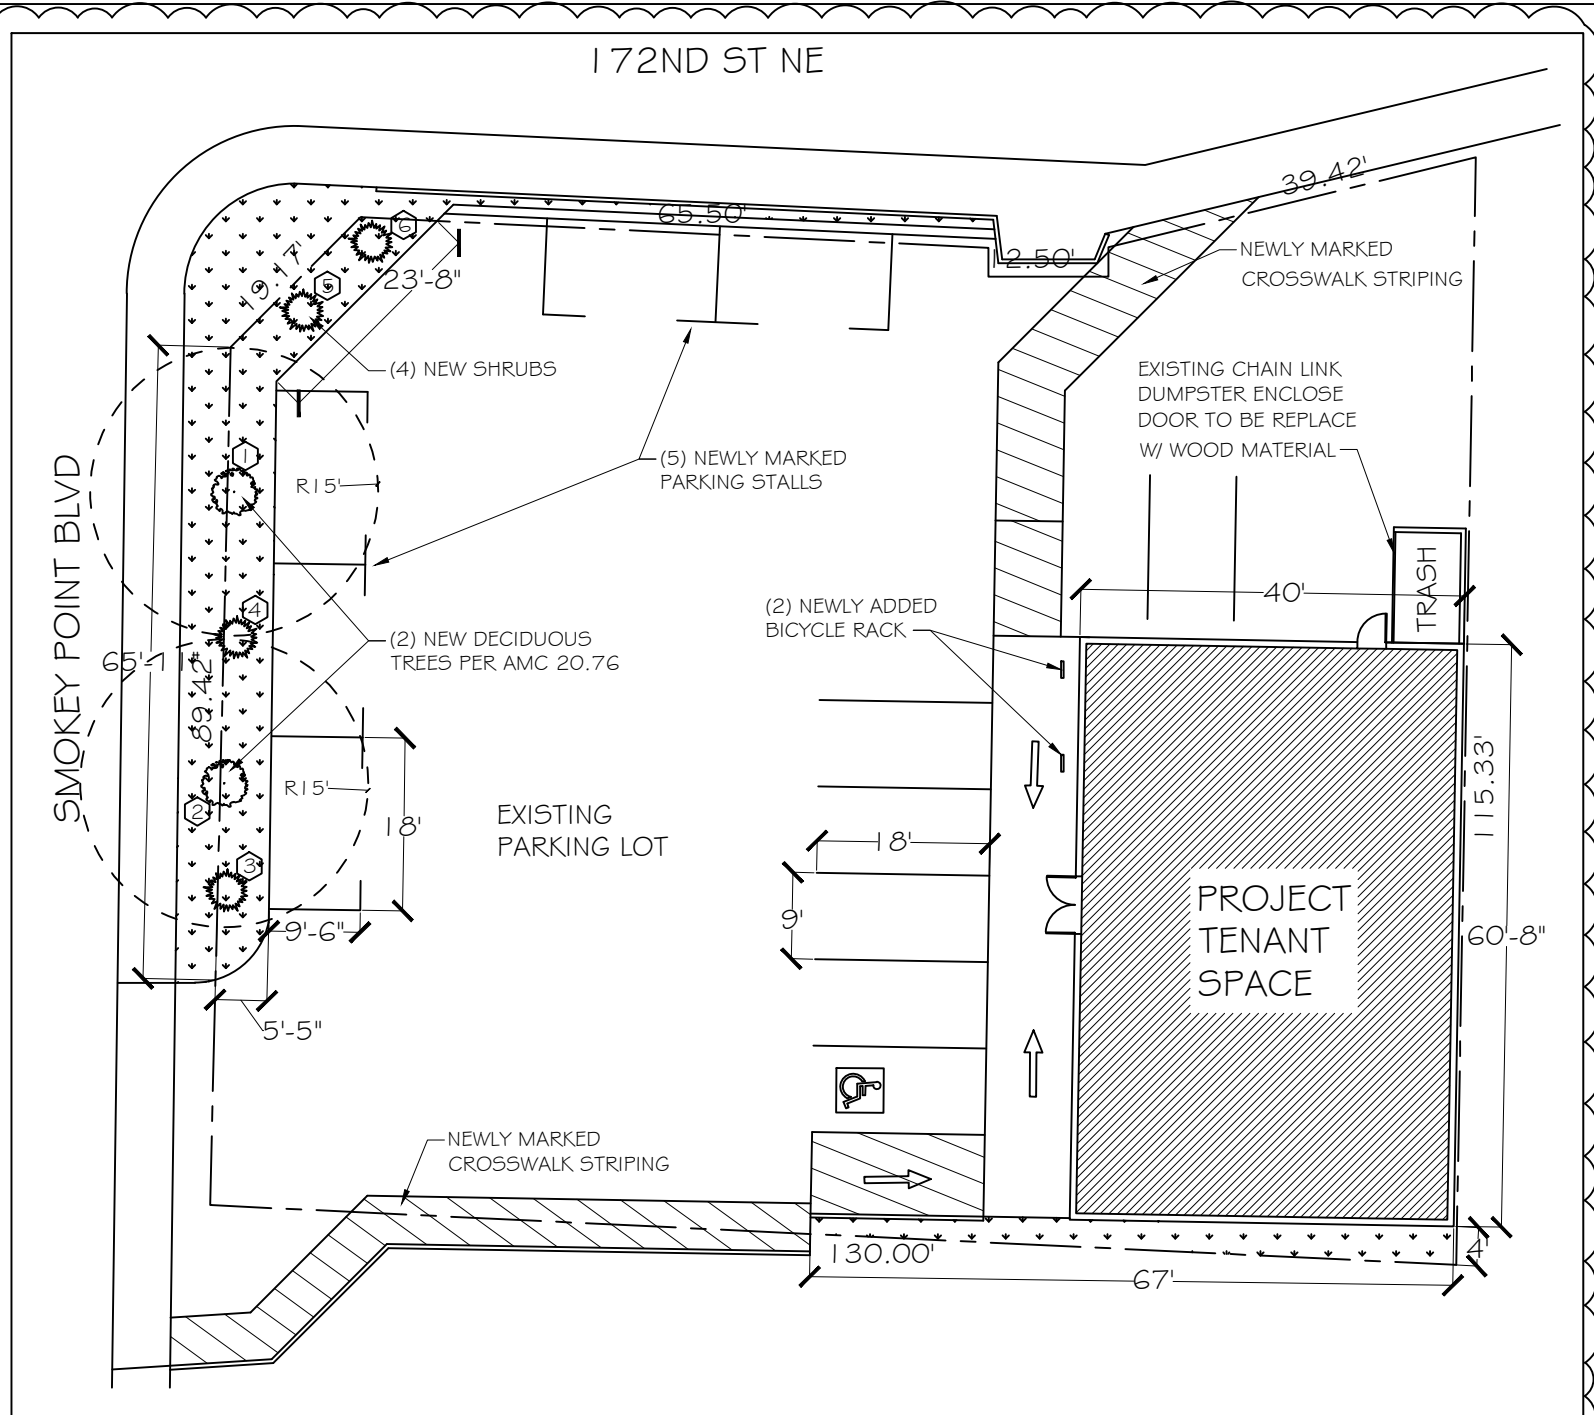 172ND ST NE
39.42'
65.50'
6
19.17'
5
23'-8"
2.50'
NEWLY MARKED
CROSSWALK STRIPING
(4) NEW SHRUBS
EXISTING CHAIN LINK
DUMPSTER ENCLOSE
DOOR TO BE REPLACE
W/ WOOD MATERIAL
1
(5) NEWLY MARKED
PARKING STALLS
R15'
SMOKEY POINT BLVD
TRASH
40'
4
(2) NEWLY ADDED
BICYCLE RACK
(2) NEW DECIDUOUS
TREES PER AMC 20.76
65'-11"
89.42'
115.33'
R15'
2
18'
EXISTING
PARKING LOT
18'
3
9'
9'-6"
PROJECT
TENANT
SPACE
60'-8"
5'-5"
NEWLY MARKED
CROSSWALK STRIPING
130.00'
4'
67'